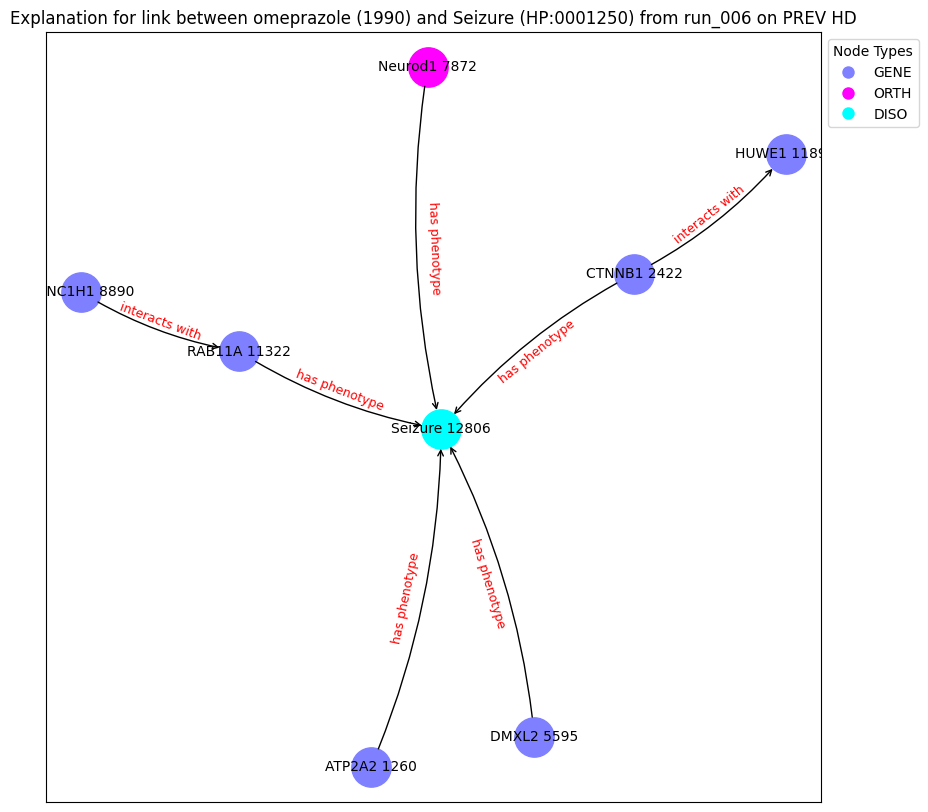 Explanation for link between omeprazole (1990) and Seizure (HP:0001250) from run_006 on PREV HD
Node Types
GENE
ORTH
DISO
Neurod1 7872
HUWE1 1189
interacts with
has phenotype
CTNNB1 2422
NC1H1 8890
interacts with
RAB11A 11322
has phenotype
has phenotype
Seizure 12806
has phenotype
has phenotype
DMXL2 5595
ATP2A2 1260